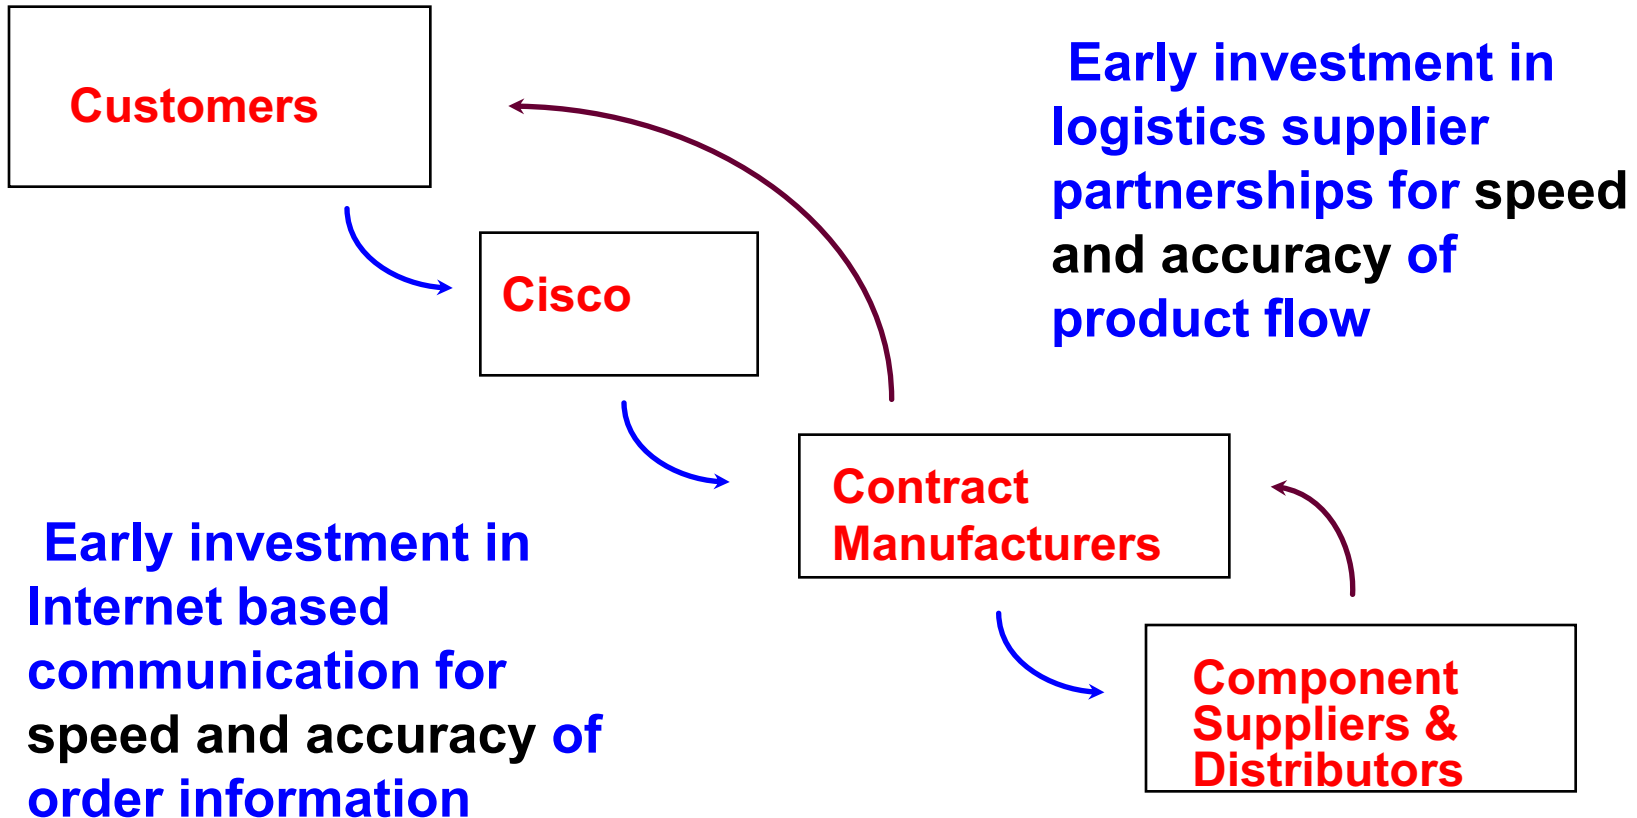 Customers
Early investment in
logistics supplier
partnerships for speed
and accuracy of
product flow
Cisco
Contract
Manufacturers
Early investment in
Internet based
communication for
speed and accuracy of
order information
Component
Suppliers &
Distributors